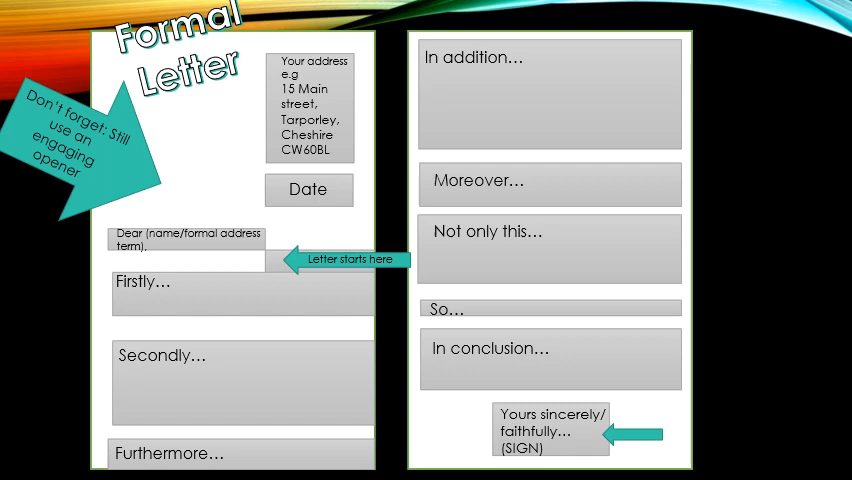 Formal
Letter
Don't forget: Still
use an
engaging
opener
Your address
e.g
15 Main
street,
Tarporley,
Cheshire
CW60BL
Date
Dear (name/formal address
term),
Letter starts here
Firstly…
Secondly…
Furthermore…
In addition…
Moreover…
Not only this…
So…
In conclusion…
Yours sincerely/
faithfully…
(SIGN)